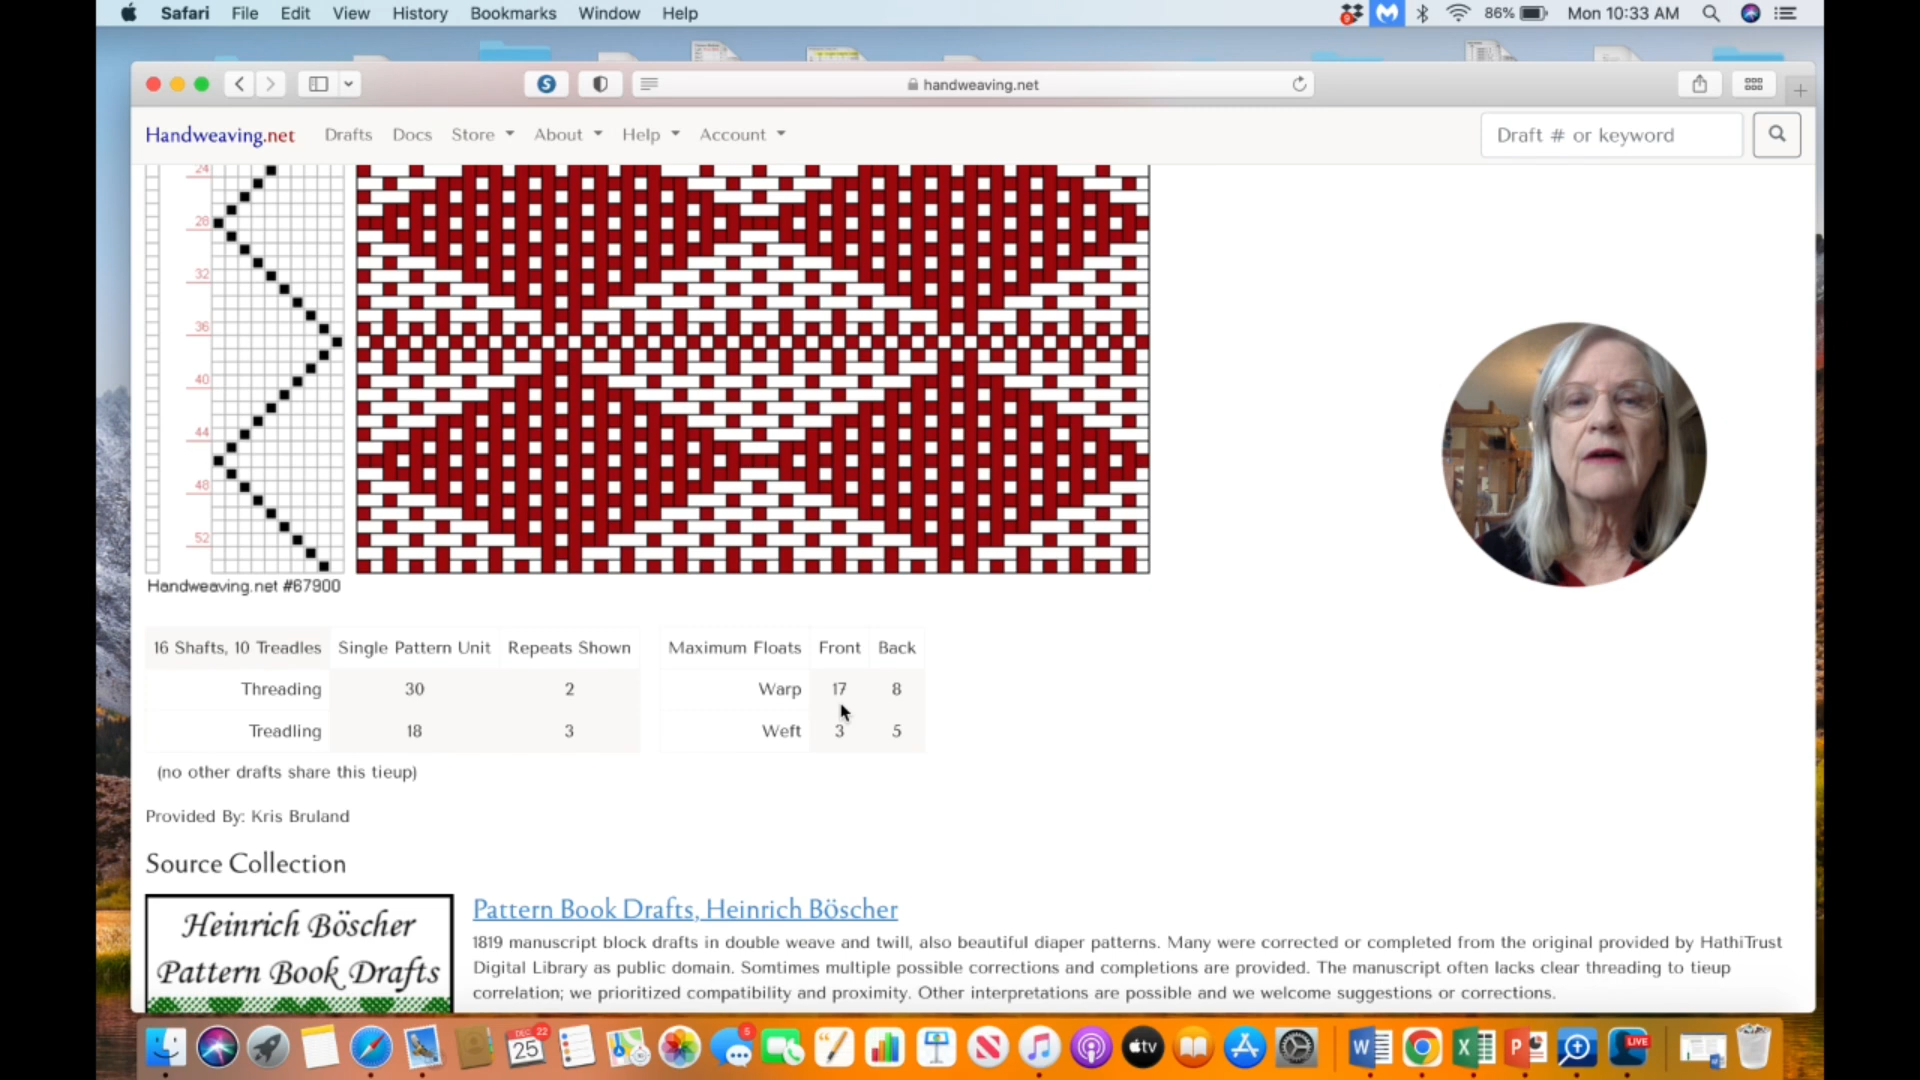 Safari File Edit View History Bookmarks Window Help 86% Mon 10:33 AM
handweaving.net
Handweaving.net Drafts Docs Store About Help Account Draft # or keyword
24
28
32
36
40
44
48
52
Handweaving.net #67900
16 Shafts, 10 Treadles Single Pattern Unit Repeats Shown Maximum Floats Front Back
Threading 30 2 Warp 17 8
Treadling 18 3 Weft 3 5
(no other drafts share this tieup)
Provided By: Kris Bruland
Source Collection
Heinrich Böscher
Pattern Book Drafts
Pattern Book Drafts, Heinrich Böscher
1819 manuscript block drafts in double weave and twill, also beautiful diaper patterns. Many were corrected or completed from the original provided by HathiTrust
Digital Library as public domain. Somtimes multiple possible corrections and completions are provided. The manuscript often lacks clear threading to tieup
correlation; we prioritized compatibility and proximity. Other interpretations are possible and we welcome suggestions or corrections.
DEC 22
25
5
tv
LIVE